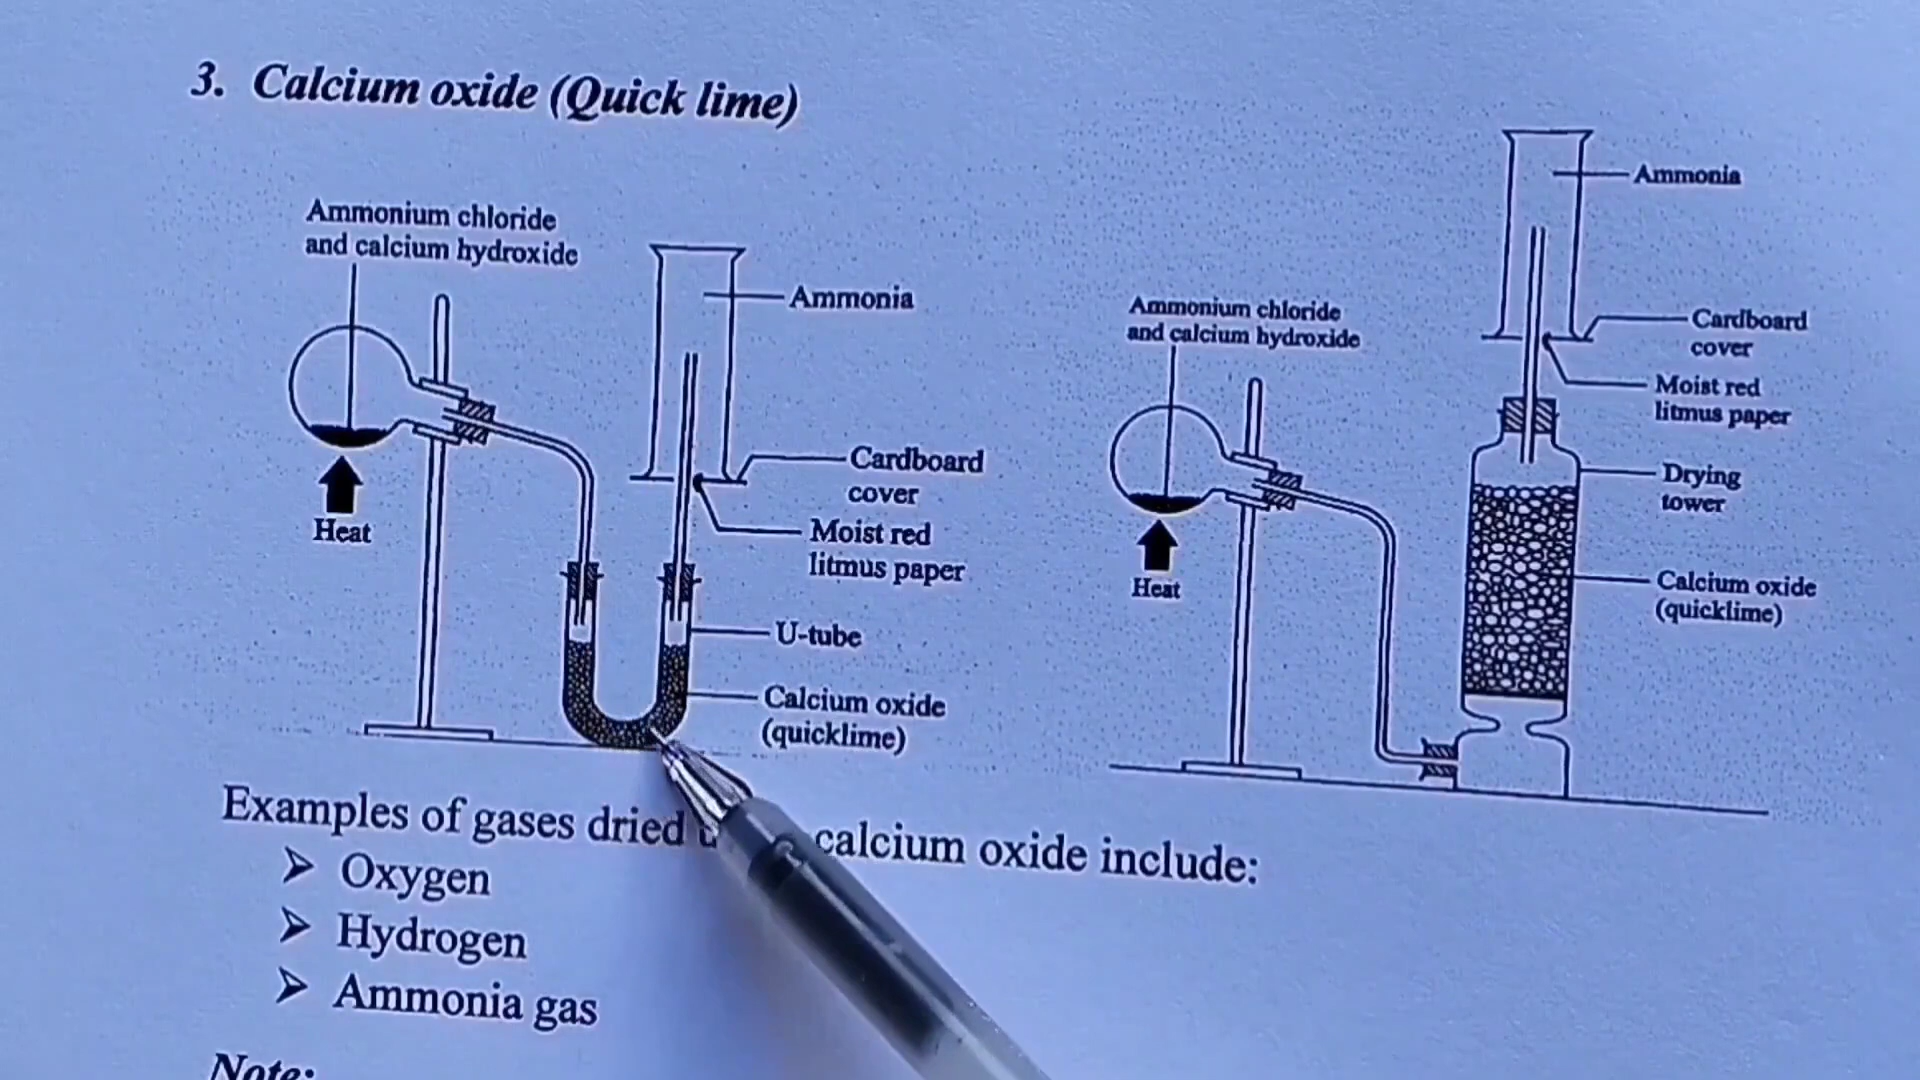 3. Calcium oxide (Quick lime)
Ammonium chloride
and calcium hydroxide
Heat
Ammonia
Cardboard
cover
Moist red
litmus paper
U-tube
Calcium oxide
(quicklime)
Ammonium chloride
and calcium hydroxide
Heat
Ammonia
Cardboard
cover
Moist red
litmus paper
Drying
tower
Calcium oxide
(quicklime)
Examples of gases dried calcium oxide include:
➤ Oxygen
➤ Hydrogen
➤ Ammonia gas
Note: